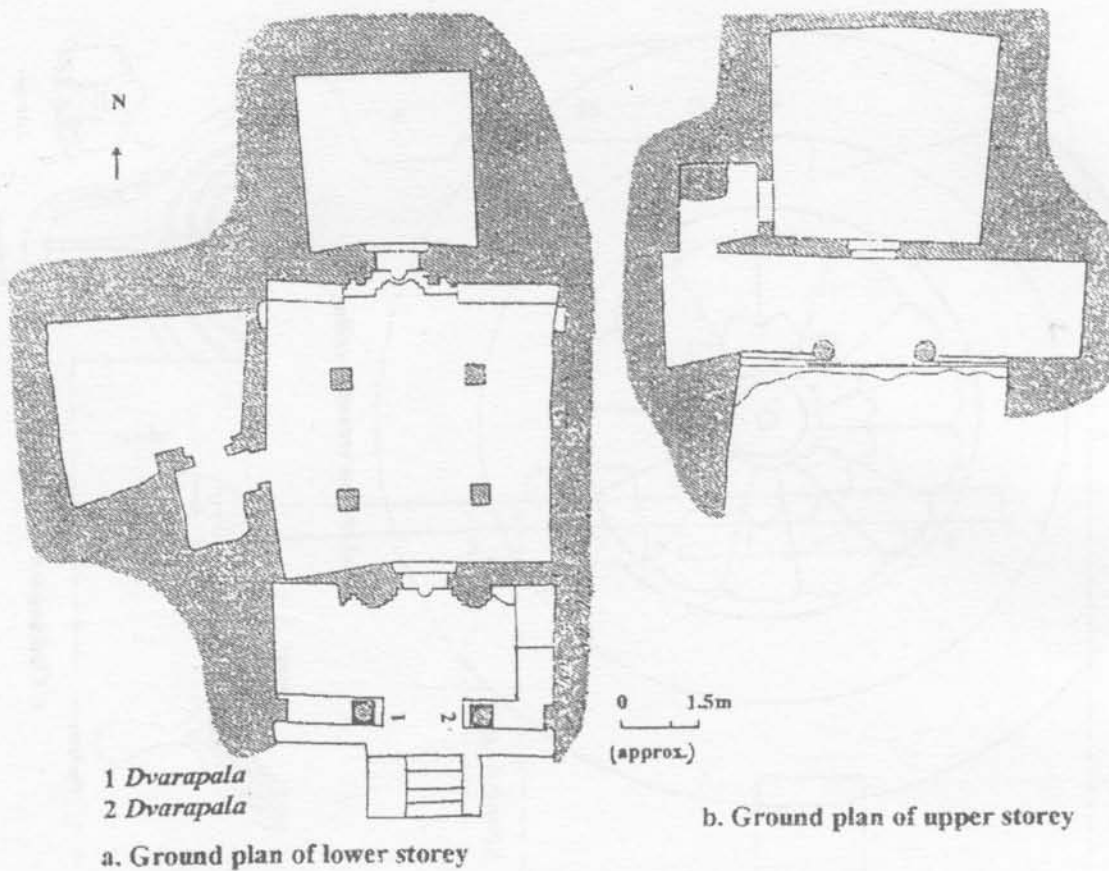 N
1
2
0 1.5m
(approx.)
1 Dvarapala
2 Dvarapala
a. Ground plan of lower storey
b. Ground plan of upper storey